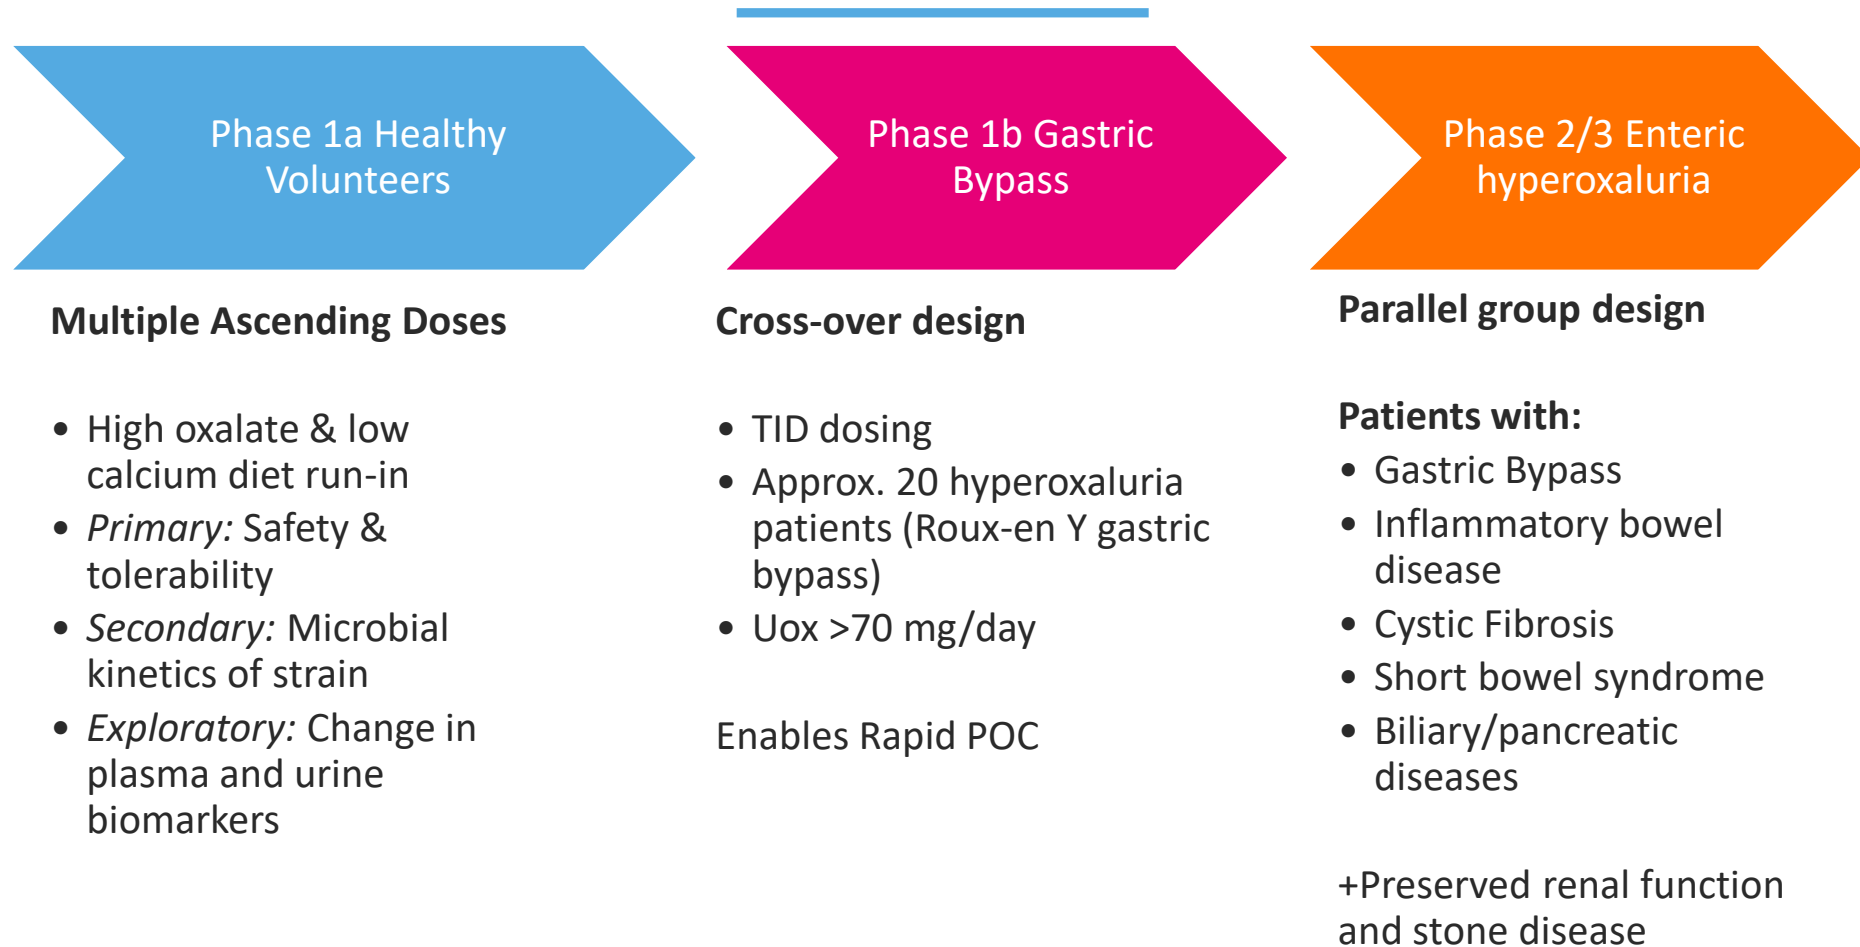 Phase 1a Healthy
Volunteers
Multiple Ascending Doses
• High oxalate & low
calcium diet run-in
• Primary: Safety &
tolerability
• Secondary: Microbial
kinetics of strain
• Exploratory: Change in
plasma and urine
biomarkers
Phase 1b Gastric
Bypass
Cross-over design
• TID dosing
• Approx. 20 hyperoxaluria
patients (Roux-en Y gastric
bypass)
• Uox >70 mg/day
Enables Rapid POC
Phase 2/3 Enteric
hyperoxaluria
Parallel group design
Patients with:
• Gastric Bypass
• Inflammatory bowel
disease
• Cystic Fibrosis
• Short bowel syndrome
• Biliary/pancreatic
diseases
+Preserved renal function
and stone disease